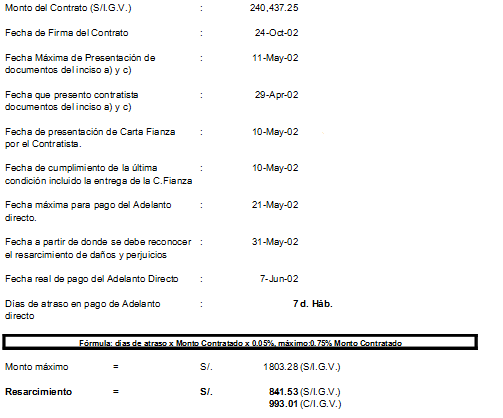 Monto del Contrato (S/I.G.V.) : 240,437.25
Fecha de Firma del Contrato : 24-Oct-02
Fecha Máxima de Presentación de : 11-May-02
documentos del inciso a) y c)
Fecha que presento contratista : 29-Apr-02
documentos del inciso a) y c)
Fecha de presentación de Carta Fianza : 10-May-02
por el Contratista.
Fecha de cumplimiento de la última : 10-May-02
condición incluido la entrega de la C.Fianza
Fecha máxima para pago del Adelanto : 21-May-02
directo.
Fecha a partir de donde se debe reconocer : 31-May-02
el resarcimiento de daños y perjuicios
Fecha real de pago del Adelanto Directo : 7-Jun-02
Días de atraso en pago de Adelanto : 7 d. Háb.
directo
Fórmula: días de atraso x Monto Contratado x 0.05%, máximo:0.75% Monto Contratado
Monto máximo = S/. 1803.28 (S/I.G.V.)
Resarcimiento = S/. 841.53 (S/I.G.V.)
993.01 (C/I.G.V.)